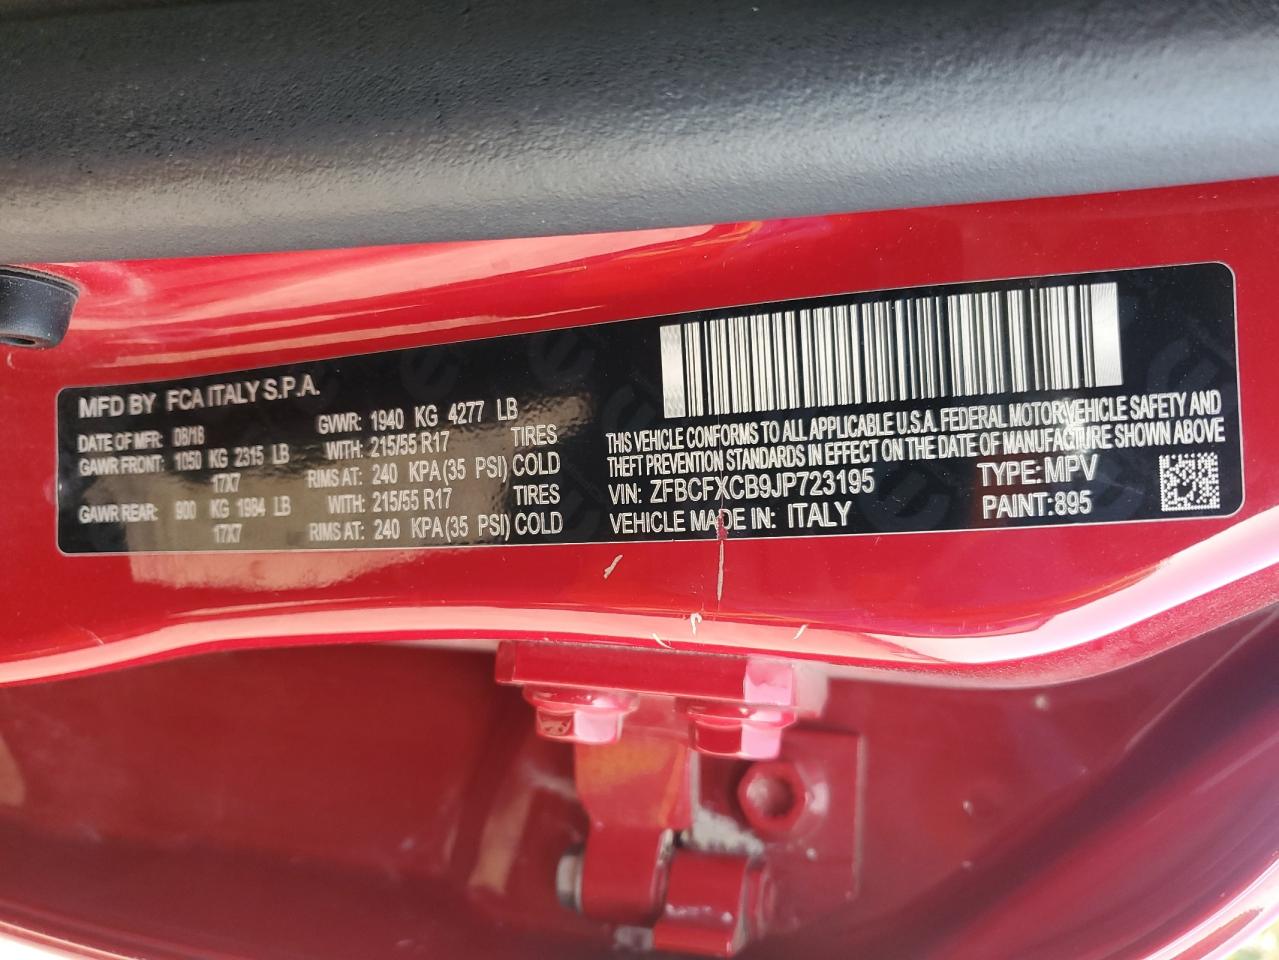 MFD BY FCA ITALY S.P.A.
DATE OF MFR: 08/18 GVWR: 1940 KG 4277 LB
GAWR FRONT: 1050 KG 2315 LB WITH: 215/55 R17 TIRES
17X7 RIMS AT: 240 KPA(35 PSI) COLD
GAWR REAR: 900 KG 1984 LB WITH: 215/55 R17 TIRES
17X7 RIMS AT: 240 KPA(35 PSI) COLD
THIS VEHICLE CONFORMS TO ALL APPLICABLE U.S.A. FEDERAL MOTOR VEHICLE SAFETY AND
THEFT PREVENTION STANDARDS IN EFFECT ON THE DATE OF MANUFACTURE SHOWN ABOVE
VIN: ZFBCFXCB9JP723195 TYPE: MPV
VEHICLE MADE IN: ITALY PAINT:895